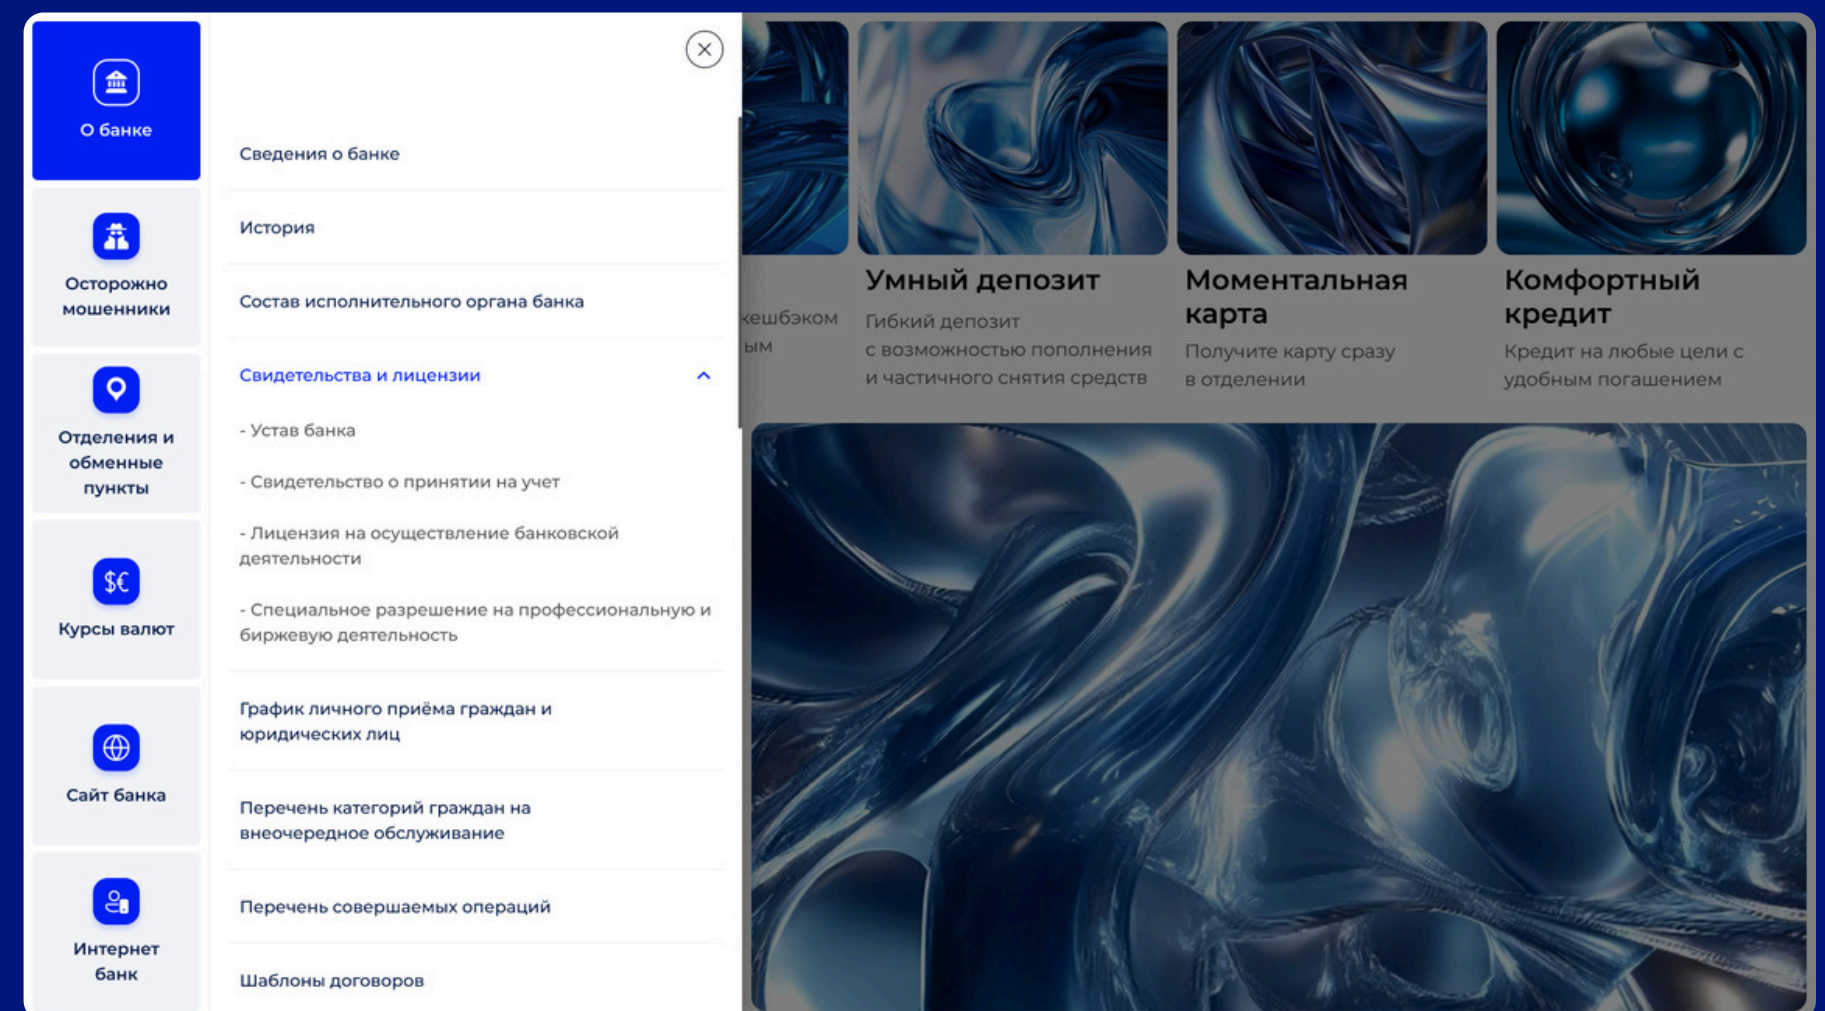 О банке
Осторожно
мошенники
Отделения и
обменные
пункты
$€
Курсы валют
Сайт банка
Интернет
банк
Сведения о банке
История
Состав исполнительного органа банка
Свидетельства и лицензии
- Устав банка
- Свидетельство о принятии на учет
- Лицензия на осуществление банковской
деятельности
- Специальное разрешение на профессиональную и
биржевую деятельность
График личного приёма граждан и
юридических лиц
Перечень категорий граждан на
внеочередное обслуживание
Перечень совершаемых операций
Шаблоны договоров
кешбэком
ым
Умный депозит
Гибкий депозит
с возможностью пополнения
и частичного снятия средств
Моментальная
карта
Получите карту сразу
в отделении
Комфортный
кредит
Кредит на любые цели с
удобным погашением